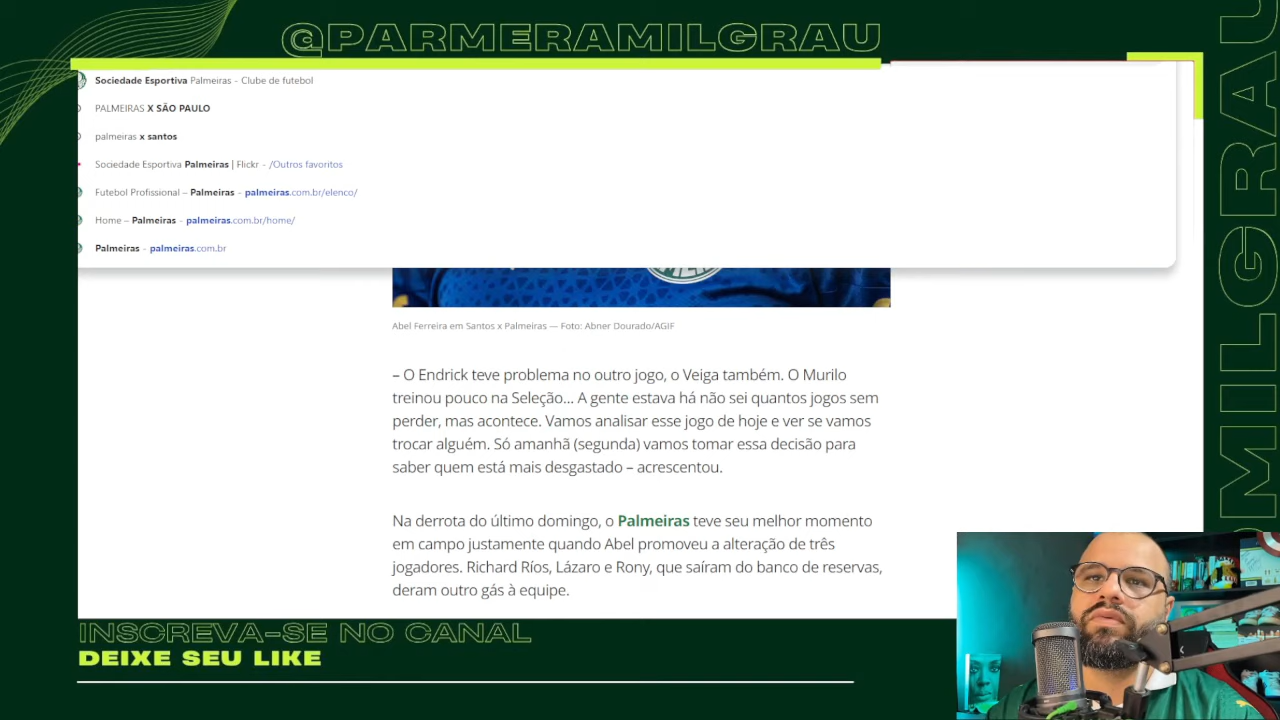 @PARMERAMILGRAU
Sociedade Esportiva Palmeiras - Clube de futebol
PALMEIRAS X SÃO PAULO
palmeiras x santos
Sociedade Esportiva Palmeiras | Flickr - /Outros favoritos
Futebol Profissional – Palmeiras - palmeiras.com.br/elenco/
Home – Palmeiras - palmeiras.com.br/home/
Palmeiras - palmeiras.com.br
Abel Ferreira em Santos x Palmeiras — Foto: Abner Dourado/AGIF
– O Endrick teve problema no outro jogo, o Veiga também. O Murilo
treinou pouco na Seleção... A gente estava há não sei quantos jogos sem
perder, mas acontece. Vamos analisar esse jogo de hoje e ver se vamos
trocar alguém. Só amanhã (segunda) vamos tomar essa decisão para
saber quem está mais desgastado – acrescentou.
Na derrota do último domingo, o Palmeiras teve seu melhor momento
em campo justamente quando Abel promoveu a alteração de três
jogadores. Richard Ríos, Lázaro e Rony, que saíram do banco de reservas,
deram outro gás à equipe.
INSCREVA-SE NO CANAL
DEIXE SEU LIKE
OMILGRAU